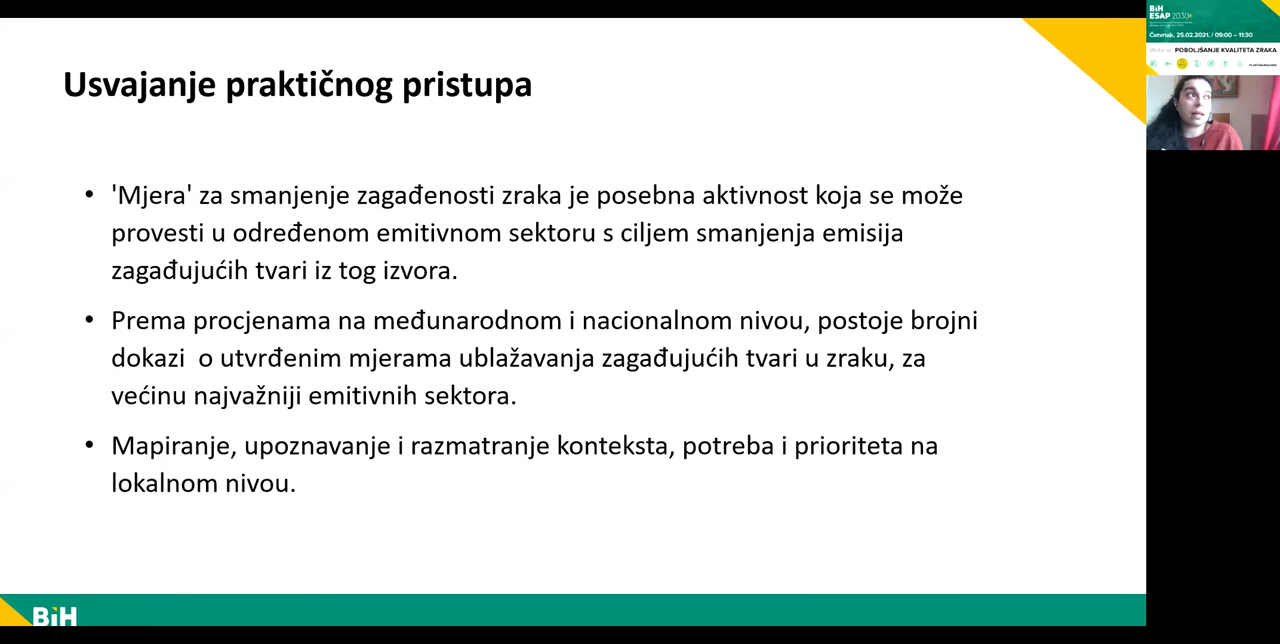 Usvajanje praktičnog pristupa
• 'Mjera' za smanjenje zagađenosti zraka je posebna aktivnost koja se može
provesti u određenom emitivnom sektoru s ciljem smanjenja emisija
zagađujućih tvari iz tog izvora.
• Prema procjenama na međunarodnom i nacionalnom nivou, postoje brojni
dokazi o utvrđenim mjerama ublažavanja zagađujućih tvari u zraku, za
većinu najvažniji emitivnih sektora.
• Mapiranje, upoznavanje i razmatranje konteksta, potreba i prioriteta na
lokalnom nivou.
BiH
BiH
ESAP 2030+
Četvrtak, 25.02.2021. / 09:00 – 11:30
Webinar: POBOLJŠANJE KVALITETA ZRAKA